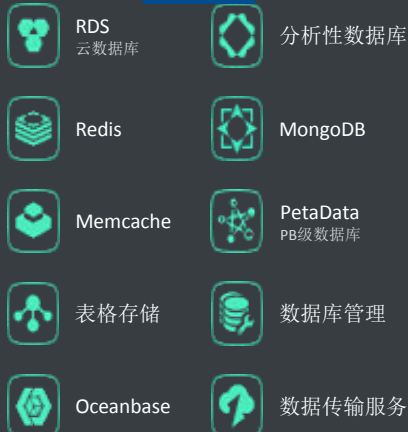 RDS
云数据库
分析性数据库
Redis
MongoDB
Memcache
PetaData
PB级数据库
表格存储
数据库管理
Oceanbase
数据传输服务